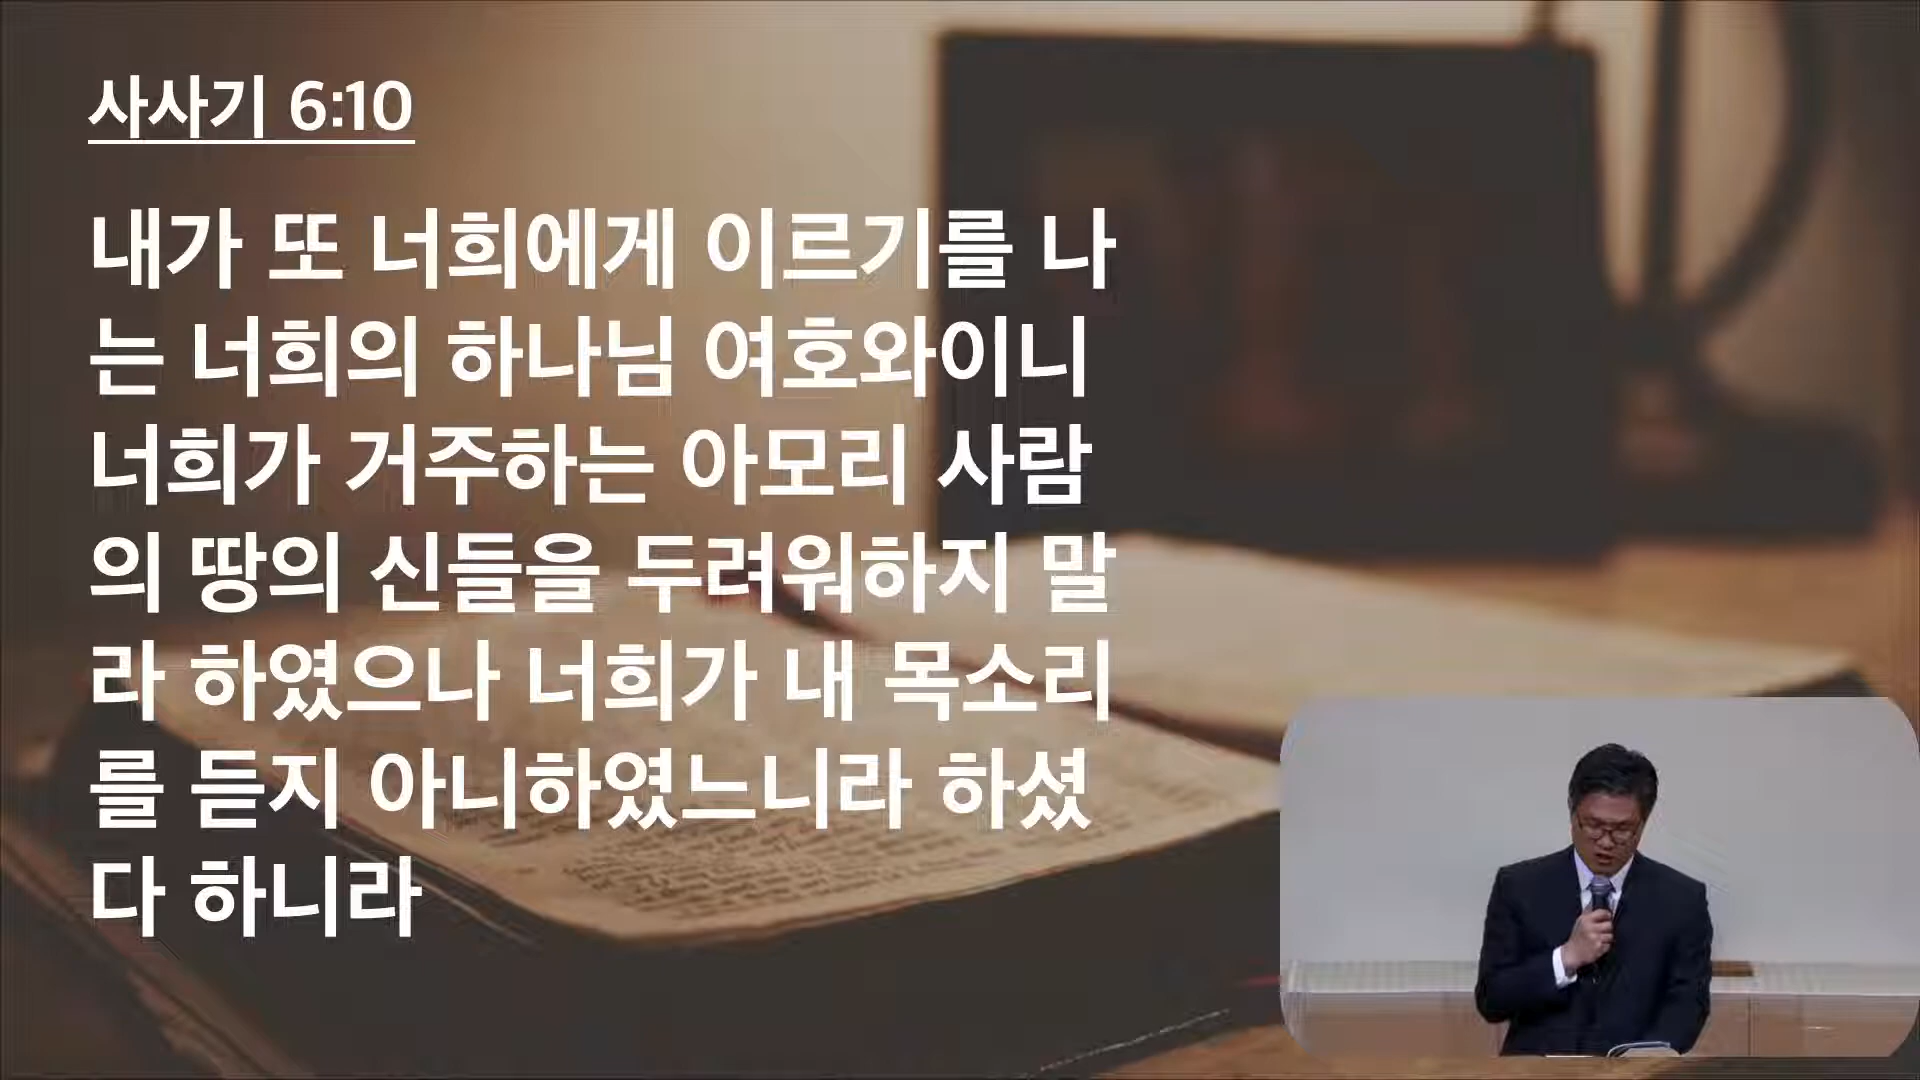 사사기 6:10
내가 또 너희에게 이르기를 나
는 너희의 하나님 여호와이니
너희가 거주하는 아모리 사람
의 땅의 신들을 두려워하지 말
라 하였으나 너희가 내 목소리
를 듣지 아니하였느니라 하셨
다 하니라